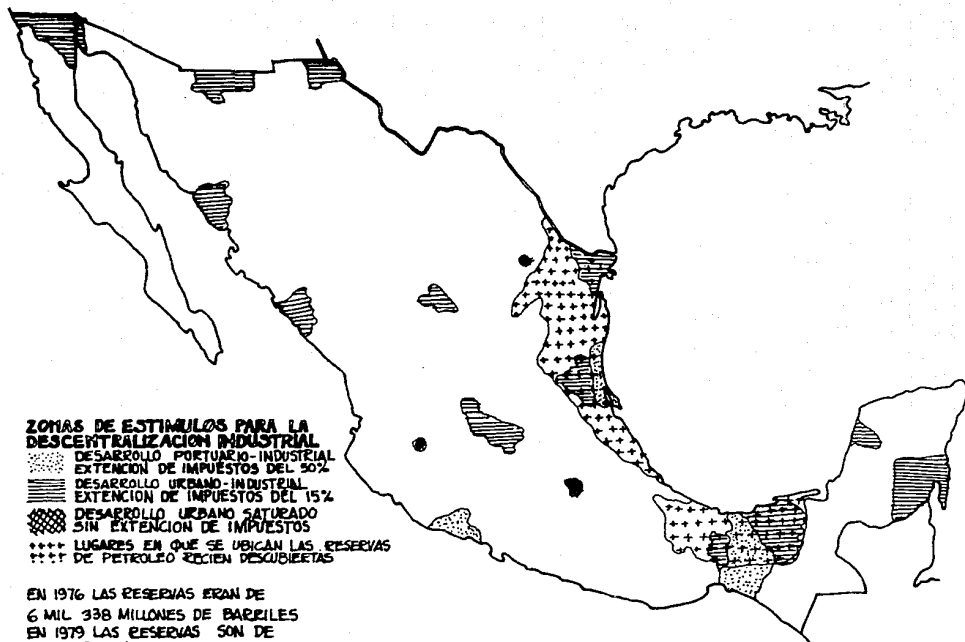 ZONAS DE ESTIMULOS PARA LA
DESCENTRALIZACION INDUSTRIAL
DESARROLLO PORTUARIO-INDUSTRIAL
EXTENCION DE IMPUESTOS DEL 50%
DESARROLLO URBANO-INDUSTRIAL
EXTENCION DE IMPUESTOS DEL 15%
DESARROLLO URBANO SATURADO
SIN EXTENCION DE IMPUESTOS
LUGARES EN QUE SE UBICAN LAS RESERVAS
DE PETROLEO RECIEN DESCUBIERTAS
EN 1976 LAS RESERVAS ERAN DE
6 MIL 338 MILLONES DE BARRILES
EN 1979 LAS RESERVAS SON DE